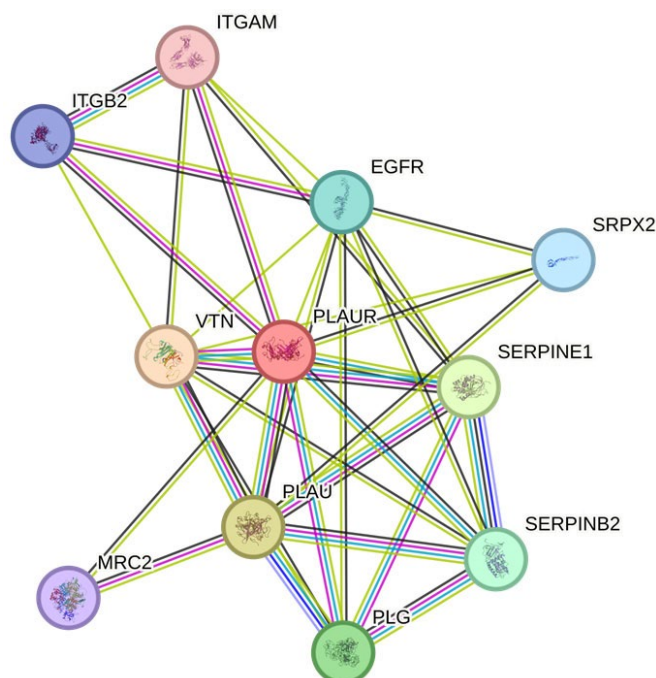 ITGAM
ITGB2
EGFR
SRPX2
VTN
PLAUR
SERPINE1
PLAU
SERPINB2
MRC2
PLG